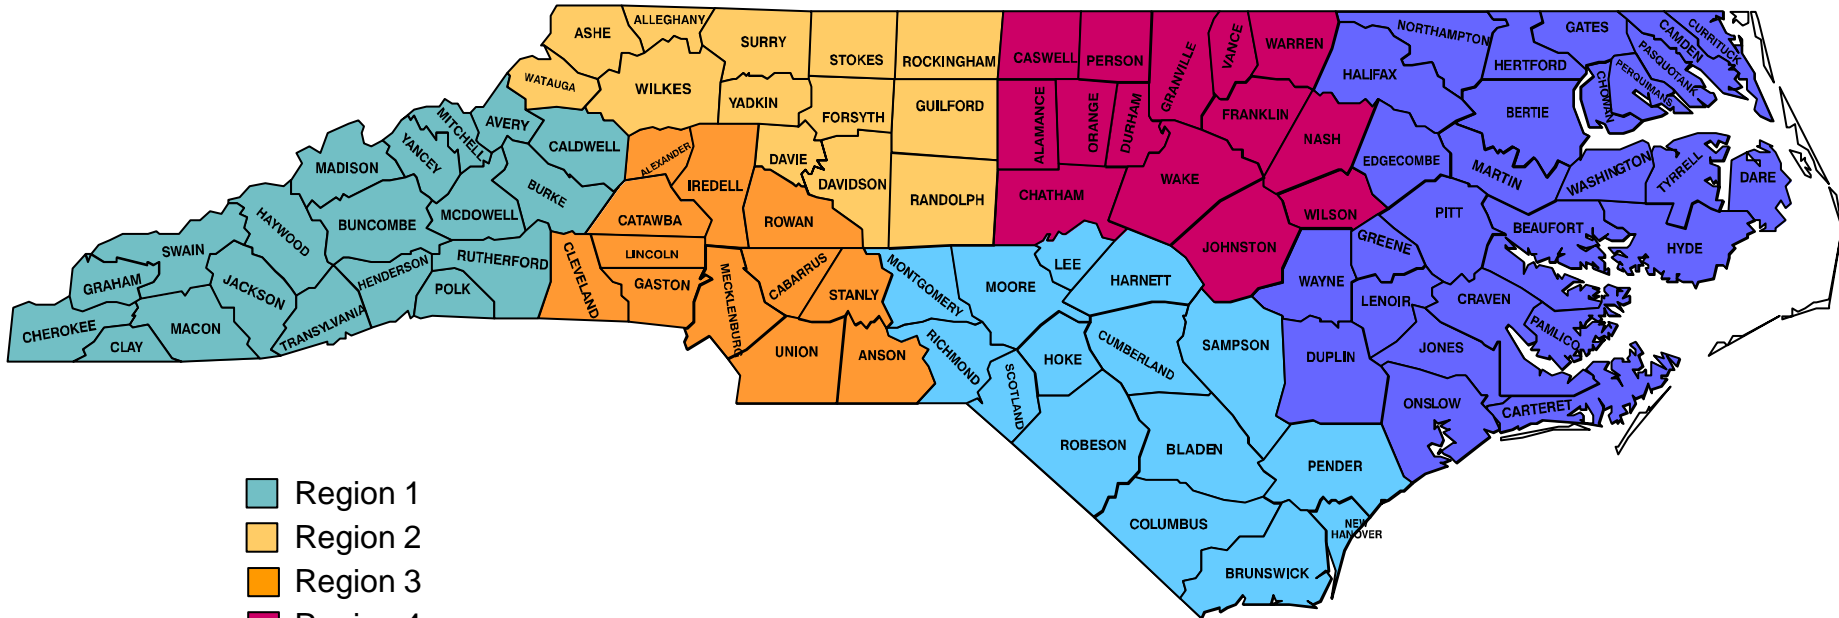 ASHE
ALLEGHANY
SURRY
STOKES
ROCKINGHAM
CASWELL
PERSON
GRANVILLE
VANCE
WARREN
NORTHAMPTON
GATES
CAMDEN
CURRITUCK
PASQUOTANK
PERQUIMANS
CHOWAN
HERTFORD
HALIFAX
BERTIE
WATAUGA
WILKES
YADKIN
FORSYTH
GUILFORD
ALAMANCE
ORANGE
DURHAM
FRANKLIN
NASH
EDGECOMBE
MARTIN
WASHINGTON
TYRRELL
DARE
MITCHELL
AVERY
CALDWELL
YANCEY
MADISON
BURKE
ALEXANDER
IREDELL
DAVIE
DAVIDSON
RANDOLPH
CHATHAM
WAKE
WILSON
PITT
BEAUFORT
HYDE
HAYWOOD
BUNCOMBE
MCDOWELL
CATAWBA
ROWAN
JOHNSTON
GREENE
SWAIN
GRAHAM
JACKSON
HENDERSON
RUTHERFORD
POLK
CLEVELAND
LINCOLN
GASTON
MECKLENBURG
CABARRUS
STANLY
MONTGOMERY
MOORE
LEE
HARNETT
WAYNE
LENOIR
CRAVEN
PAMLICO
CHEROKEE
CLAY
MACON
TRANSYLVANIA
UNION
ANSON
RICHMOND
SCOTLAND
HOKE
CUMBERLAND
SAMPSON
DUPLIN
JONES
ONSLOW
CARTERET
ROBESON
BLADEN
PENDER
COLUMBUS
NEW
HANOVER
BRUNSWICK
Region 1
Region 2
Region 3
Region 4